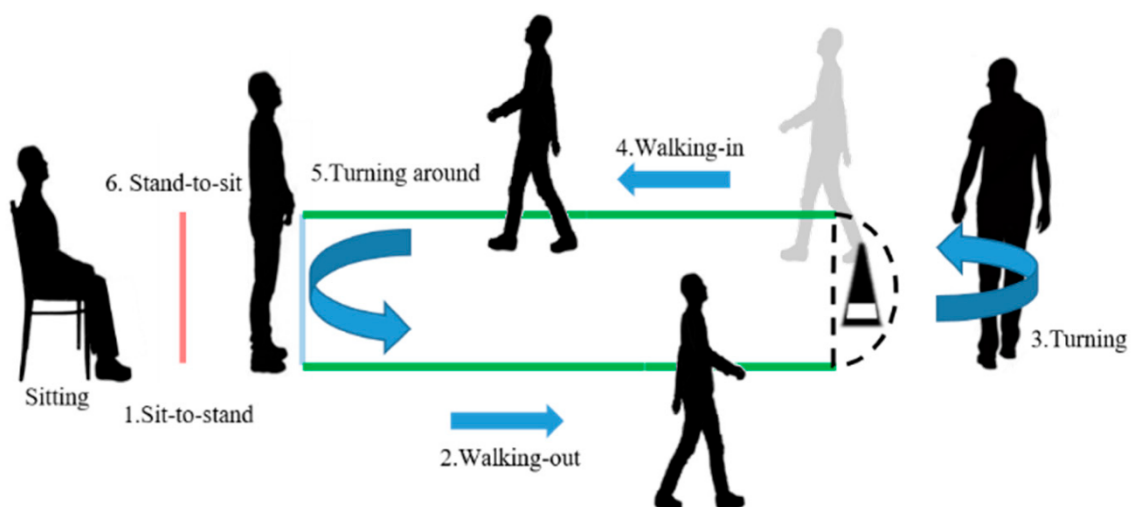 4.Walking-in
5.Turning around
6. Stand-to-sit
3.Turning
Sitting
1.Sit-to-stand
2.Walking-out